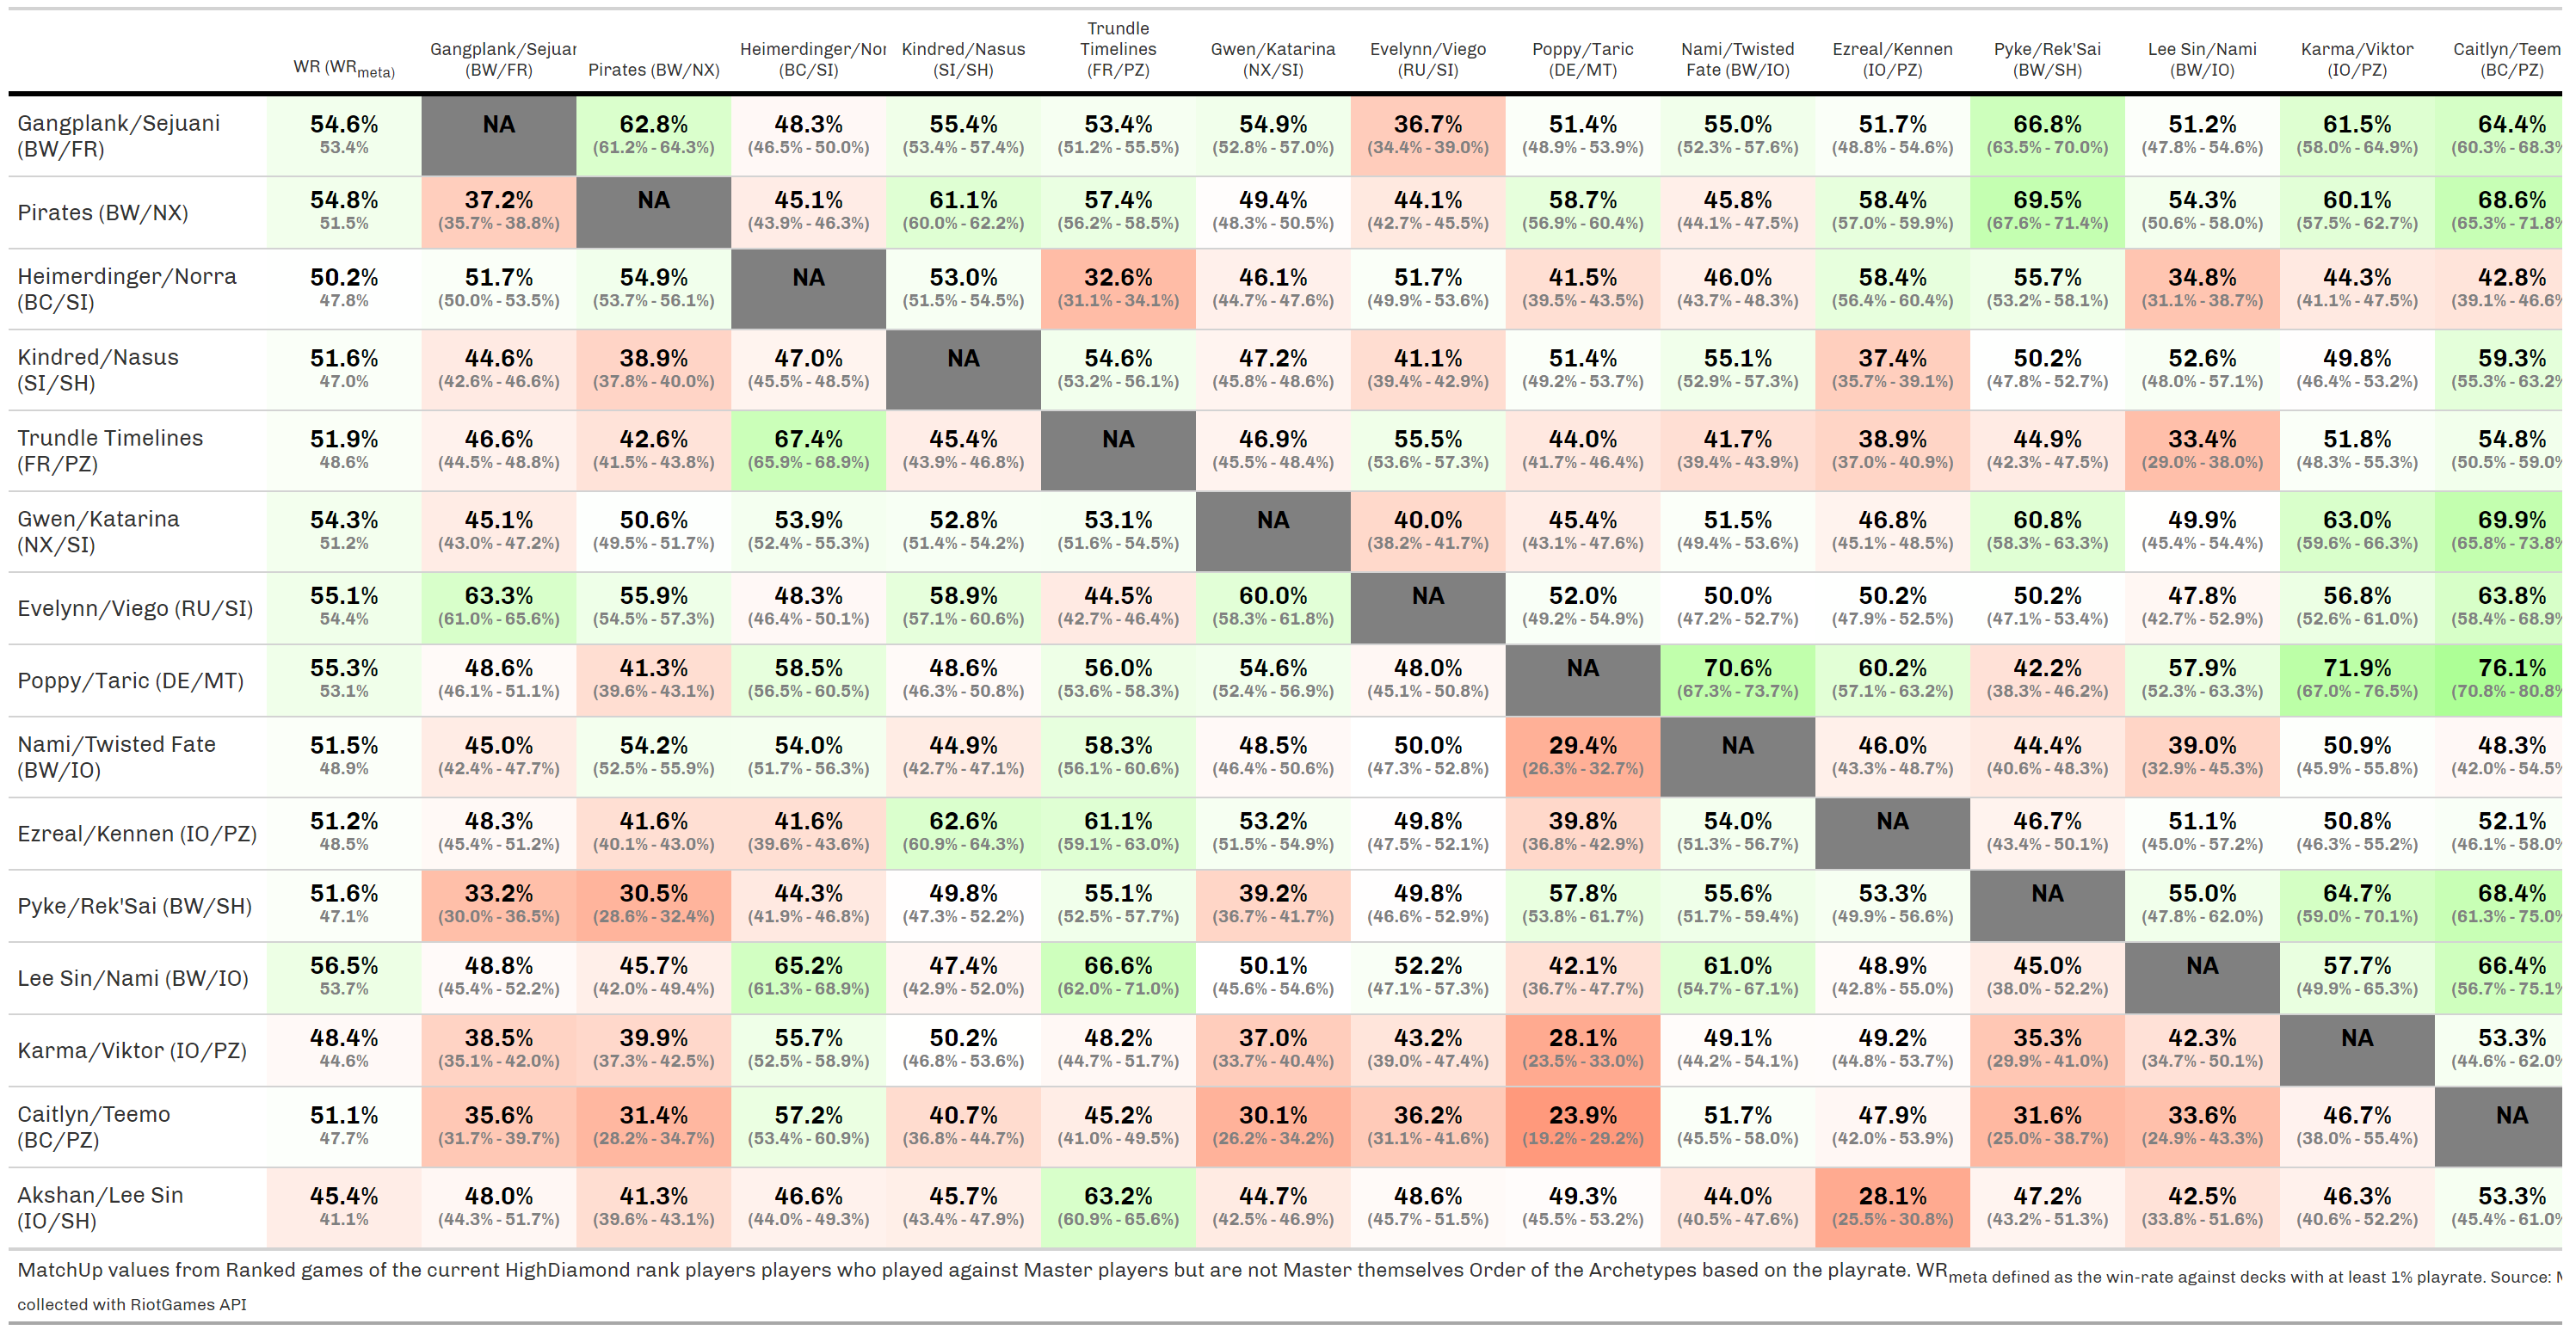 WR (WRmeta) Gangplank/Sejuar (BW/FR) Pirates (BW/NX) Heimerdinger/Nor (BC/SI) Kindred/Nasus (SI/SH) Trundle Timelines (FR/PZ) Gwen/Katarina (NX/SI) Evelynn/Viego (RU/SI) Poppy/Taric (DE/MT) Nami/Twisted Fate (BW/IO) Ezreal/Kennen (IO/PZ) Pyke/Rek'Sai (BW/SH) Lee Sin/Nami (BW/IO) Karma/Viktor (IO/PZ) Caitlyn/Teem (BC/PZ)
Gangplank/Sejuani 54.6% NA 62.8% 48.3% 55.4% 53.4% 54.9% 36.7% 51.4% 55.0% 51.7% 66.8% 51.2% 61.5% 64.4%
(BW/FR) 53.4% (61.2% - 64.3%) (46.5% - 50.0%) (53.4% - 57.4%) (51.2% - 55.5%) (52.8% - 57.0%) (34.4% - 39.0%) (48.9% - 53.9%) (52.3% - 57.6%) (48.8% - 54.6%) (63.5% - 70.0%) (47.8% - 54.6%) (58.0% - 64.9%) (60.3% - 68.3%
Pirates (BW/NX) 54.8% 37.2% NA 45.1% 61.1% 57.4% 49.4% 44.1% 58.7% 45.8% 58.4% 69.5% 54.3% 60.1% 68.6%
51.5% (35.7% - 38.8%) (43.9% - 46.3%) (60.0% - 62.2%) (56.2% - 58.5%) (48.3% - 50.5%) (42.7% - 45.5%) (56.9% - 60.4%) (44.1% - 47.5%) (57.0% - 59.9%) (67.6% - 71.4%) (50.6% - 58.0%) (57.5% - 62.7%) (65.3% - 71.8%
Heimerdinger/Norra 50.2% 51.7% 54.9% NA 53.0% 32.6% 46.1% 51.7% 41.5% 46.0% 58.4% 55.7% 34.8% 44.3% 42.8%
(BC/SI) 47.8% (50.0% - 53.5%) (53.7% - 56.1%) (51.5% - 54.5%) (31.1% - 34.1%) (44.7% - 47.6%) (49.9% - 53.6%) (39.5% - 43.5%) (43.7% - 48.3%) (56.4% - 60.4%) (53.2% - 58.1%) (31.1% - 38.7%) (41.1% - 47.5%) (39.1% - 46.6%
Kindred/Nasus 51.6% 44.6% 38.9% 47.0% NA 54.6% 47.2% 41.1% 51.4% 55.1% 37.4% 50.2% 52.6% 49.8% 59.3%
(SI/SH) 47.0% (42.6% - 46.6%) (37.8% - 40.0%) (45.5% - 48.5%) (53.2% - 56.1%) (45.8% - 48.6%) (39.4% - 42.9%) (49.2% - 53.7%) (52.9% - 57.3%) (35.7% - 39.1%) (47.8% - 52.7%) (48.0% - 57.1%) (46.4% - 53.2%) (55.3% - 63.2%
Trundle Timelines 51.9% 46.6% 42.6% 67.4% 45.4% NA 46.9% 55.5% 44.0% 41.7% 38.9% 44.9% 33.4% 51.8% 54.8%
(FR/PZ) 48.6% (44.5% - 48.8%) (41.5% - 43.8%) (65.9% - 68.9%) (43.9% - 46.8%) (45.5% - 48.4%) (53.6% - 57.3%) (41.7% - 46.4%) (39.4% - 43.9%) (37.0% - 40.9%) (42.3% - 47.5%) (29.0% - 38.0%) (48.3% - 55.3%) (50.5% - 59.0%
Gwen/Katarina 54.3% 45.1% 50.6% 53.9% 52.8% 53.1% NA 40.0% 45.4% 51.5% 46.8% 60.8% 49.9% 63.0% 69.9%
(NX/SI) 51.2% (43.0% - 47.2%) (49.5% - 51.7%) (52.4% - 55.3%) (51.4% - 54.2%) (51.6% - 54.5%) (38.2% - 41.7%) (43.1% - 47.6%) (49.4% - 53.6%) (45.1% - 48.5%) (58.3% - 63.3%) (45.4% - 54.4%) (59.6% - 66.3%) (65.8% - 73.8%
Evelynn/Viego (RU/SI) 55.1% 63.3% 55.9% 48.3% 58.9% 44.5% 60.0% NA 52.0% 50.0% 50.2% 50.2% 47.8% 56.8% 63.8%
54.4% (61.0% - 65.6%) (54.5% - 57.3%) (46.4% - 50.1%) (57.1% - 60.6%) (42.7% - 46.4%) (58.3% - 61.8%) (49.2% - 54.9%) (47.2% - 52.7%) (47.9% - 52.5%) (47.1% - 53.4%) (42.7% - 52.9%) (52.6% - 61.0%) (58.4% - 68.9%
Poppy/Taric (DE/MT) 55.3% 48.6% 41.3% 58.5% 48.6% 56.0% 54.6% 48.0% NA 70.6% 60.2% 42.2% 57.9% 71.9% 76.1%
53.1% (46.1% - 51.1%) (39.6% - 43.1%) (56.5% - 60.5%) (46.3% - 50.8%) (53.6% - 58.3%) (52.4% - 56.9%) (45.1% - 50.8%) (67.3% - 73.7%) (57.1% - 63.2%) (38.3% - 46.2%) (52.3% - 63.3%) (67.0% - 76.5%) (70.8% - 80.8%
Nami/Twisted Fate 51.5% 45.0% 54.2% 54.0% 44.9% 58.3% 48.5% 50.0% 29.4% NA 46.0% 44.4% 39.0% 50.9% 48.3%
(BW/IO) 48.9% (42.4% - 47.7%) (52.5% - 55.9%) (51.7% - 56.3%) (42.7% - 47.1%) (56.1% - 60.6%) (46.4% - 50.6%) (47.3% - 52.8%) (26.3% - 32.7%) (43.3% - 48.7%) (40.6% - 48.3%) (32.9% - 45.3%) (45.9% - 55.8%) (42.0% - 54.5%
Ezreal/Kennen (IO/PZ) 51.2% 48.3% 41.6% 41.6% 62.6% 61.1% 53.2% 49.8% 39.8% 54.0% NA 46.7% 51.1% 50.8% 52.1%
48.5% (45.4% - 51.2%) (40.1% - 43.0%) (39.6% - 43.6%) (60.9% - 64.3%) (59.1% - 63.0%) (51.5% - 54.9%) (47.5% - 52.1%) (36.8% - 42.9%) (51.3% - 56.7%) (43.4% - 50.1%) (45.0% - 57.2%) (46.3% - 55.2%) (46.1% - 58.0%
Pyke/Rek'Sai (BW/SH) 51.6% 33.2% 30.5% 44.3% 49.8% 55.1% 39.2% 49.8% 57.8% 55.6% 53.3% NA 55.0% 64.7% 68.4%
47.1% (30.0% - 36.5%) (28.6% - 32.4%) (41.9% - 46.8%) (47.3% - 52.2%) (52.5% - 57.7%) (36.7% - 41.7%) (46.6% - 52.9%) (53.8% - 61.7%) (51.7% - 59.4%) (49.9% - 56.6%) (47.8% - 62.0%) (59.0% - 70.1%) (61.3% - 75.0%
Lee Sin/Nami (BW/IO) 56.5% 48.8% 45.7% 65.2% 47.4% 66.6% 50.1% 52.2% 42.1% 61.0% 48.9% 45.0% NA 57.7% 66.4%
53.7% (45.4% - 52.2%) (42.0% - 49.4%) (61.3% - 68.9%) (42.9% - 52.0%) (62.0% - 71.0%) (45.6% - 54.6%) (47.1% - 57.3%) (36.7% - 47.7%) (54.7% - 67.1%) (42.8% - 55.0%) (38.0% - 52.2%) (49.9% - 65.3%) (56.7% - 75.1%
Karma/Viktor (IO/PZ) 48.4% 38.5% 39.9% 55.7% 50.2% 48.2% 37.0% 43.2% 28.1% 49.1% 49.2% 35.3% 42.3% NA 53.3%
44.6% (35.1% - 42.0%) (37.3% - 42.5%) (52.5% - 58.9%) (46.8% - 53.6%) (44.7% - 51.7%) (33.7% - 40.4%) (39.0% - 47.4%) (23.5% - 33.0%) (44.2% - 54.1%) (44.8% - 53.7%) (29.9% - 41.0%) (34.7% - 50.1%) (44.6% - 62.0%
Caitlyn/Teemo 51.1% 35.6% 31.4% 57.2% 40.7% 45.2% 30.1% 36.2% 23.9% 51.7% 47.9% 31.6% 33.6% 46.7% NA
(BC/PZ) 47.7% (31.7% - 39.7%) (28.2% - 34.7%) (53.4% - 60.9%) (36.8% - 44.7%) (41.0% - 49.5%) (26.2% - 34.2%) (31.1% - 41.6%) (19.2% - 29.2%) (45.5% - 58.0%) (42.0% - 53.9%) (25.0% - 38.7%) (24.9% - 43.3%) (38.0% - 55.4%)
Akshan/Lee Sin 45.4% 48.0% 41.3% 46.6% 45.7% 63.2% 44.7% 48.6% 49.3% 44.0% 28.1% 47.2% 42.5% 46.3% 53.3%
(IO/SH) 41.1% (44.3% - 51.7%) (39.6% - 43.1%) (44.0% - 49.3%) (43.4% - 47.9%) (60.9% - 65.6%) (42.5% - 46.9%) (45.7% - 51.5%) (45.5% - 53.2%) (40.5% - 47.6%) (25.5% - 30.8%) (43.2% - 51.3%) (33.8% - 51.6%) (40.6% - 52.2%) (45.4% - 61.0%
MatchUp values from Ranked games of the current HighDiamond rank players players who played against Master players but are not Master themselves Order of the Archetypes based on the playrate. WRmeta defined as the win-rate against decks with at least 1% playrate. Source:
collected with RiotGames API